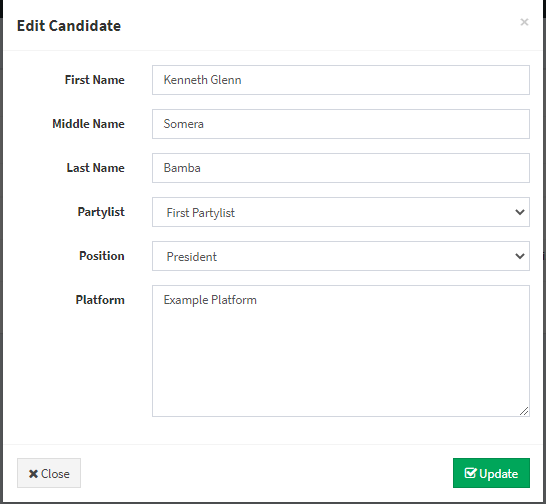 Edit Candidate ×
First Name Kenneth Glenn
Middle Name Somera
Last Name Bamba
Partylist First Partylist
Position President
Platform Example Platform
Close Update